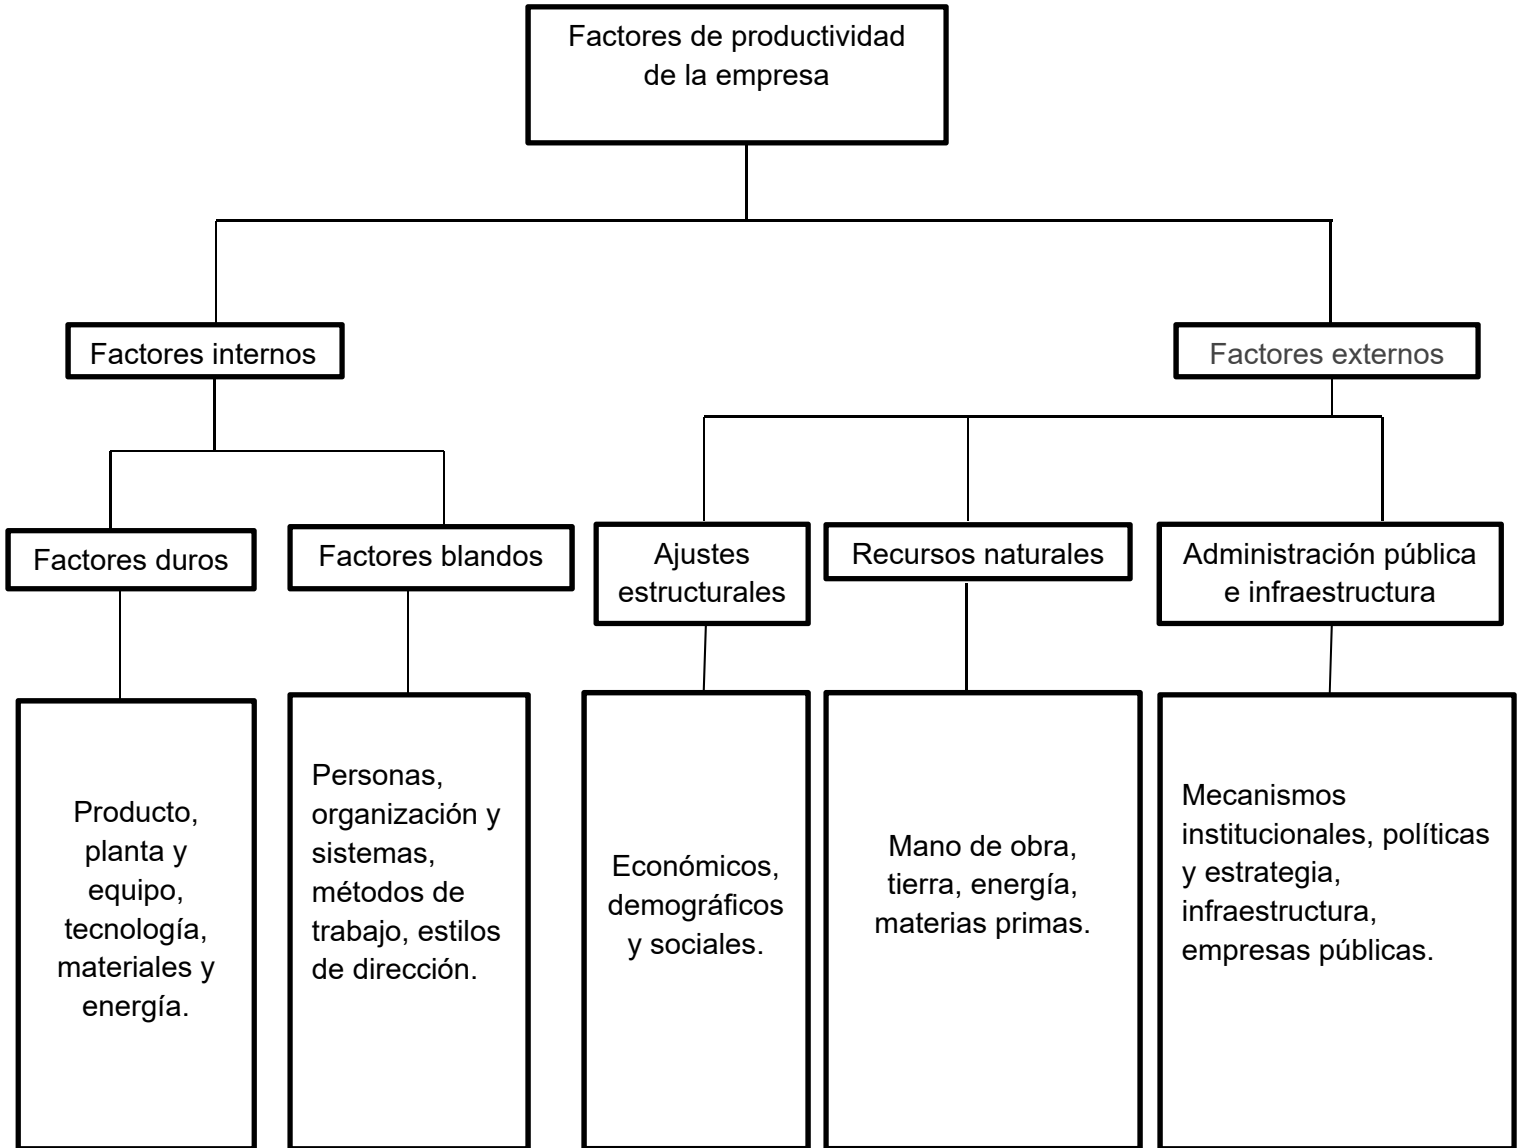 Factores de productividad
de la empresa
Factores internos
Factores externos
Factores duros
Factores blandos
Ajustes
estructurales
Recursos naturales
Administración pública
e infraestructura
Producto,
planta y
equipo,
tecnología,
materiales y
energía.
Personas,
organización y
sistemas,
métodos de
trabajo, estilos
de dirección.
Económicos,
demográficos
y sociales.
Mano de obra,
tierra, energía,
materias primas.
Mecanismos
institucionales, políticas
y estrategia,
infraestructura,
empresas públicas.